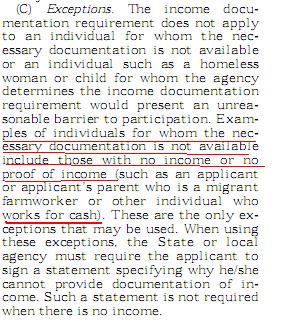 (C) Exceptions. The income docu-
mentation requirement does not apply
to an individual for whom the nec-
essary documentation is not available
or an individual such as a homeless
woman or child for whom the agency
determines the income documentation
requirement would present an unrea-
sonable barrier to participation. Exam-
ples of individuals for whom the nec-
essary documentation is not available
include those with no income or no
proof of income (such as an applicant
or applicant's parent who is a migrant
farmworker or other individual who
works for cash). These are the only ex-
ceptions that may be used. When using
these exceptions, the State or local
agency must require the applicant to
sign a statement specifying why he/she
cannot provide documentation of in-
come. Such a statement is not required
when there is no income.